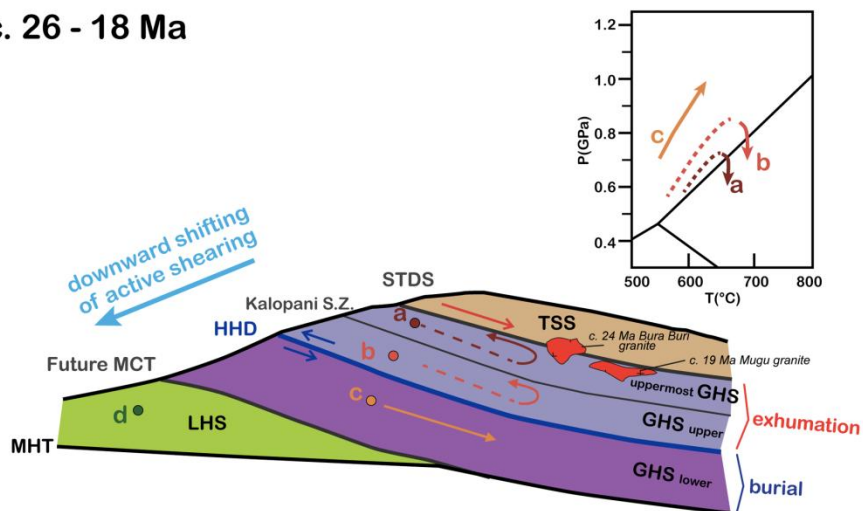 c. 26 - 18 Ma
1.2
1.0
0.8
0.6
0.4
P(GPa)
c
b
a
500
600
700
800
T(°C)
downward shifting
of active shearing
STDS
Kalopani S.Z.
HHD
Future MCT
a
TSS
c. 24 Ma Bura Buri
granite
c. 19 Ma Mugu granite
b
uppermost GHS
c
GHS upper
exhumation
d
LHS
MHT
GHS lower
burial